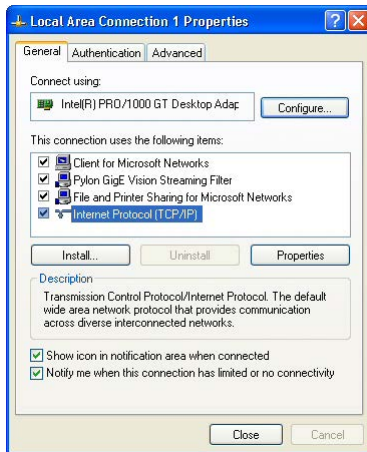 Local Area Connection 1 Properties
General Authentication Advanced
Connect using:
Intel(R) PRO/1000 GT Desktop Adap
Configure...
This connection uses the following items:
Client for Microsoft Networks
Pylon GigE Vision Streaming Filter
File and Printer Sharing for Microsoft Networks
Internet Protocol (TCP/IP)
Install... Uninstall Properties
Description
Transmission Control Protocol/Internet Protocol. The default
wide area network protocol that provides communication
across diverse interconnected networks.
Show icon in notification area when connected
Notify me when this connection has limited or no connectivity
Close Cancel